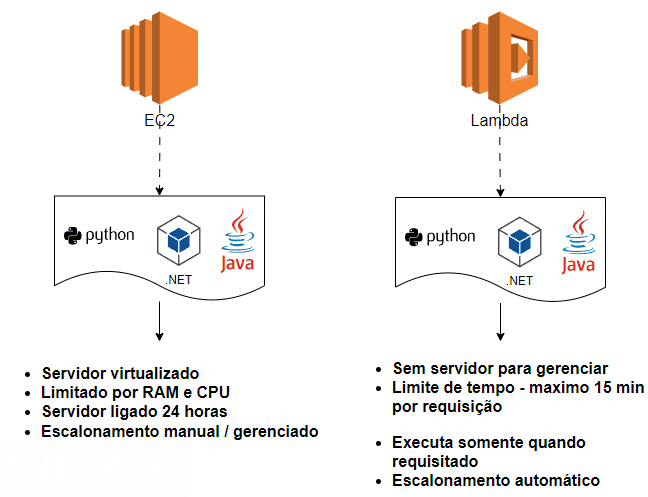 EC2
python
.NET
Java
• Servidor virtualizado
• Limitado por RAM e CPU
• Servidor ligado 24 horas
• Escalonamento manual / gerenciado
Lambda
python
.NET
Java
• Sem servidor para gerenciar
• Limite de tempo - maximo 15 min
por requisição
• Executa somente quando
requisitado
• Escalonamento automático